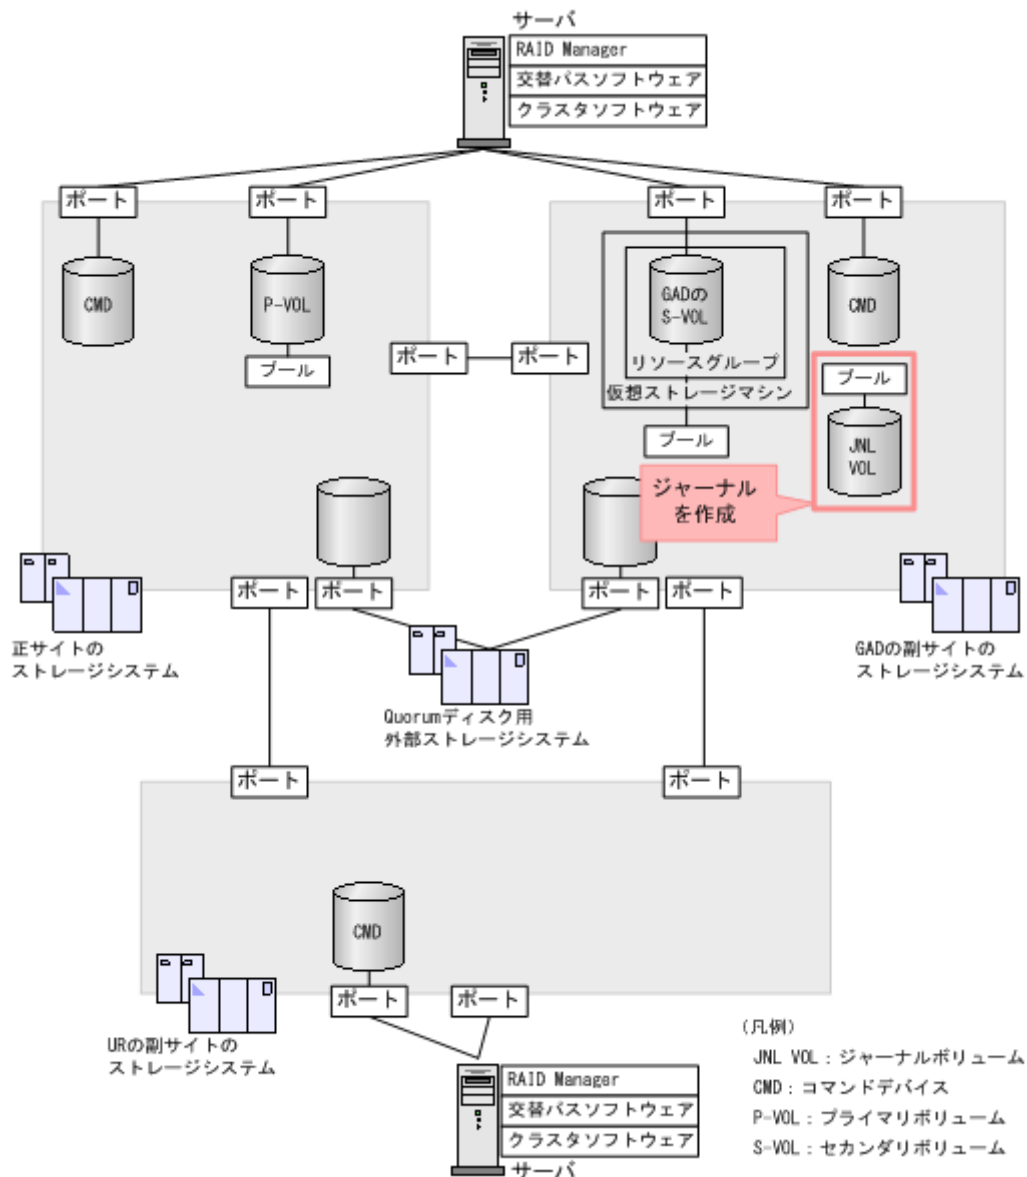 サーバ
RAID Manager
交替パスソフトウェア
クラスタソフトウェア
ポート
ポート
ポート
ポート
CMD
P-VOL
プール
GADの
S-VOL
リソースグループ
仮想ストレージマシン
プール
CMD
プール
JNL
VOL
ポート
ポート
ジャーナル
を作成
ポート
ポート
ポート
ポート
正サイトの
ストレージシステム
Quorumディスク用
外部ストレージシステム
GADの副サイトの
ストレージシステム
ポート
ポート
CMD
ポート
ポート
URの副サイトの
ストレージシステム
RAID Manager
交替パスソフトウェア
クラスタソフトウェア
サーバ
(凡例)
JNL VOL：ジャーナルボリューム
CMD：コマンドデバイス
P-VOL：プライマリボリューム
S-VOL：セカンダリボリューム